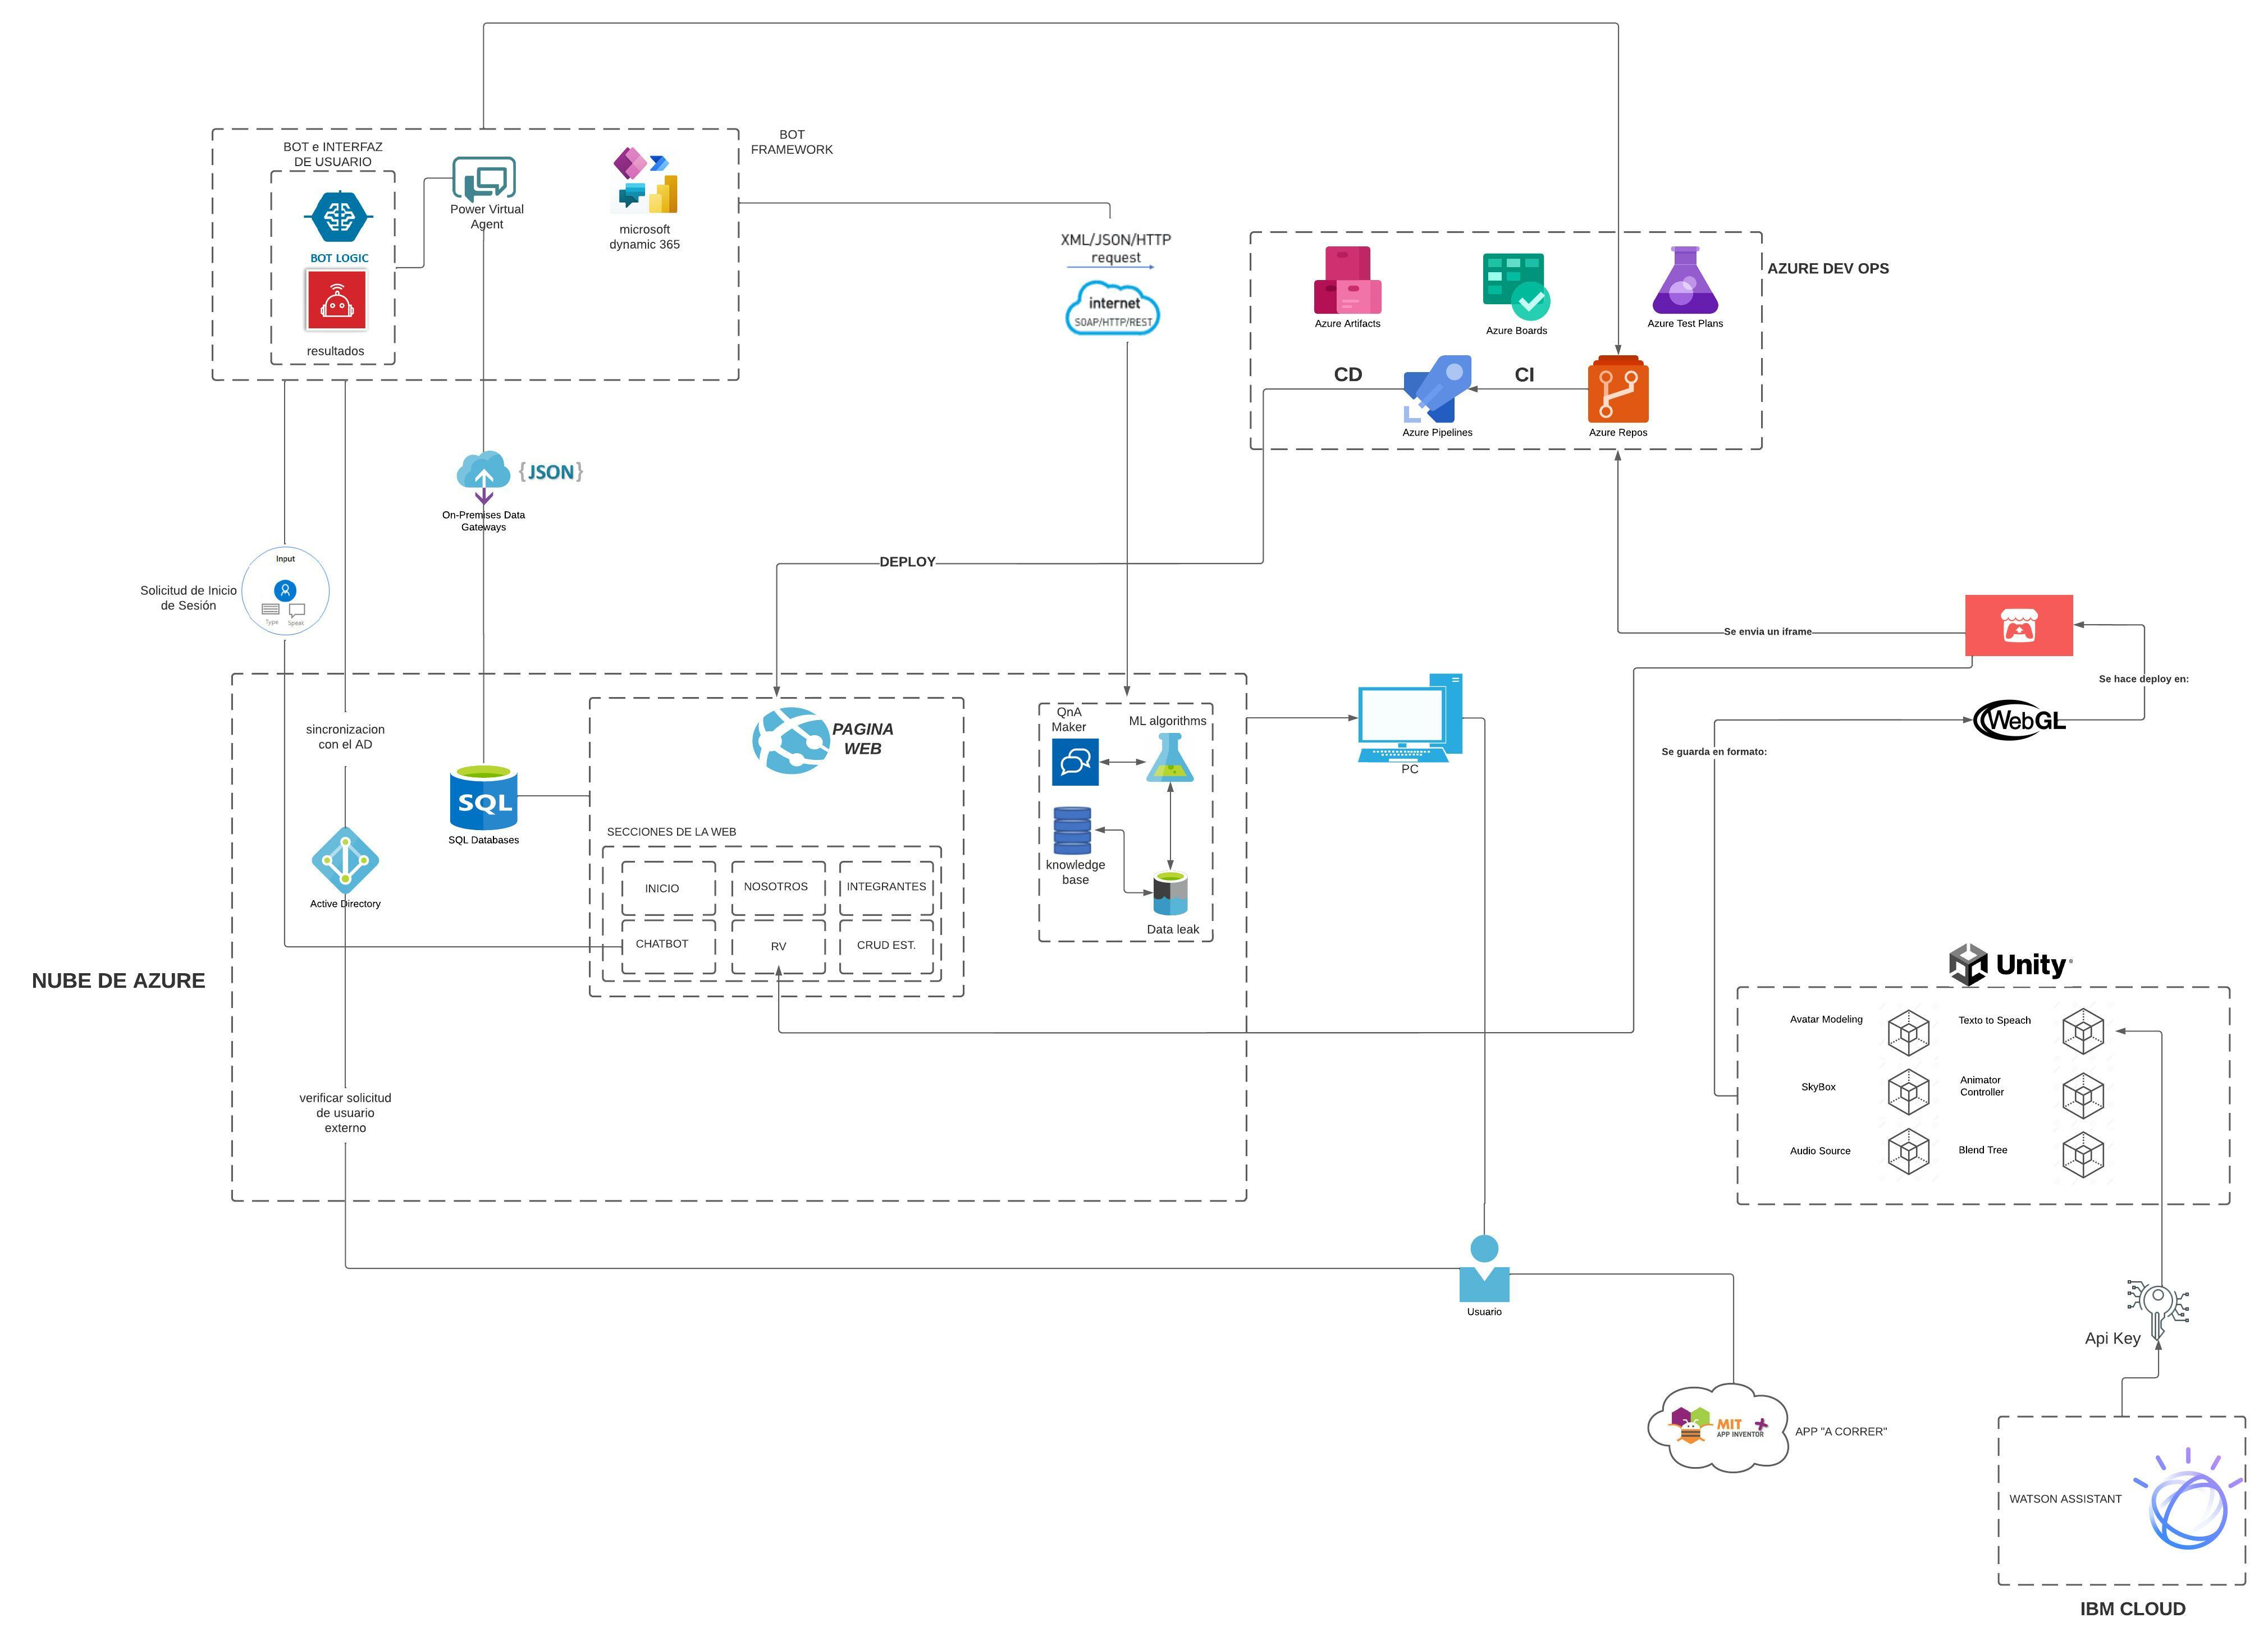 BOT e INTERFAZ
DE USUARIO
BOT LOGIC
resultados
Power Virtual
Agent
microsoft
dynamic 365
BOT
FRAMEWORK
XML/JSON/HTTP
request
internet
SOAP/HTTP/REST
AZURE DEV OPS
Azure Artifacts
Azure Boards
Azure Test Plans
CD
CI
Azure Pipelines
Azure Repos
{JSON}
On-Premises Data
Gateways
Input
Type
Speak
Solicitud de Inicio
de Sesión
DEPLOY
Se envia un iframe
Se hace deploy en:
WebGL
Se guarda en formato:
sincronizacion
con el AD
SQL
SQL Databases
Active Directory
PAGINA
WEB
SECCIONES DE LA WEB
INICIO
NOSOTROS
INTEGRANTES
CHATBOT
RV
CRUD EST.
QnA
Maker
ML algorithms
knowledge
base
Data leak
PC
NUBE DE AZURE
verificar solicitud
de usuario
externo
Unity®
Avatar Modeling
Texto to Speach
SkyBox
Animator
Controller
Audio Source
Blend Tree
Usuario
Api Key
MIT
APP INVENTOR
APP "A CORRER"
WATSON ASSISTANT
IBM CLOUD